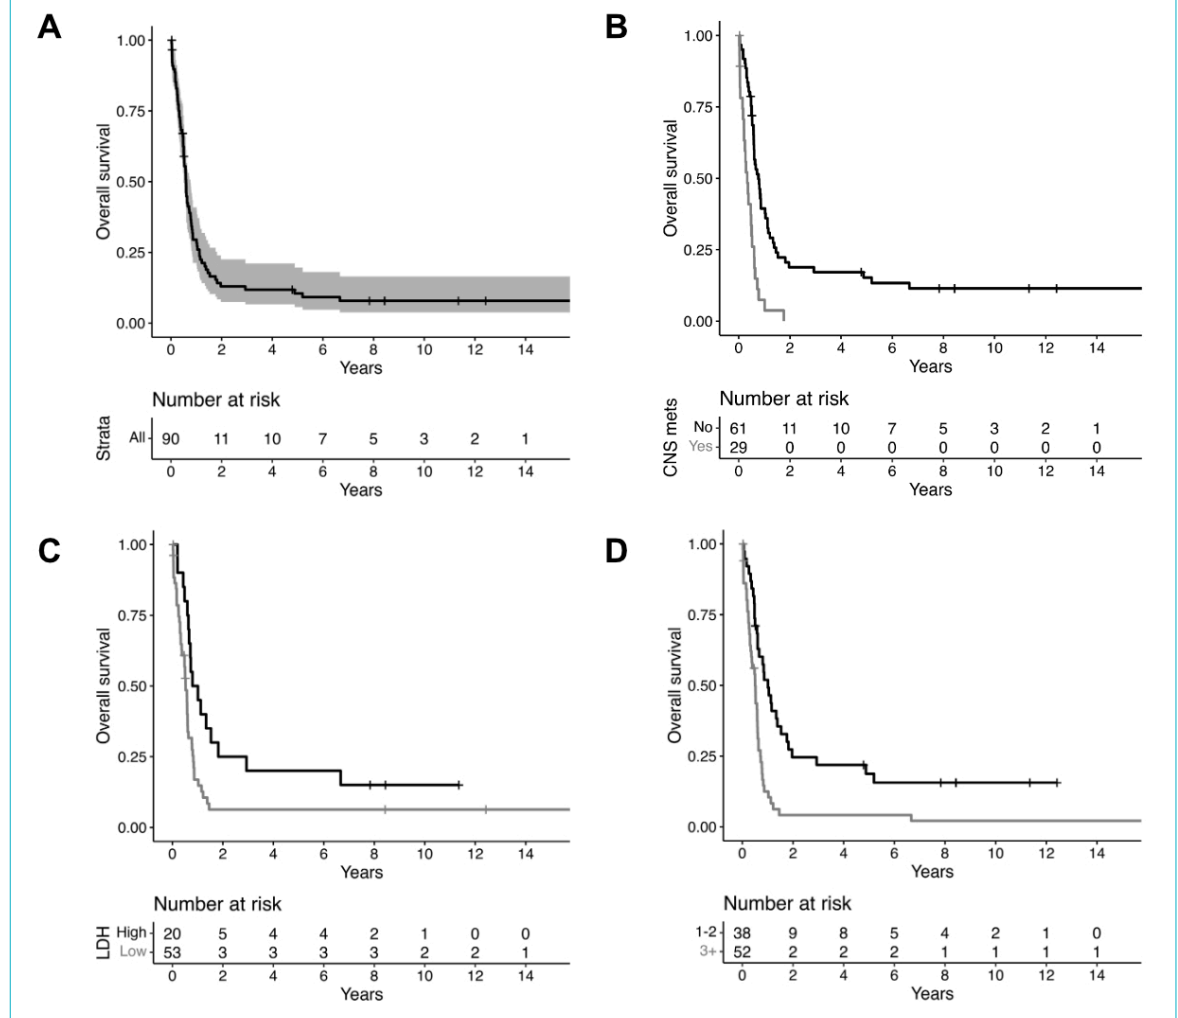 A
1.00
0.75
0.50
0.25
0.00
Overall survival
0 2 4 6 8 10 12 14
Years
Number at risk
Strata
All 90 11 10 7 5 3 2 1
0 2 4 6 8 10 12 14
Years
B
1.00
0.75
0.50
0.25
0.00
Overall survival
0 2 4 6 8 10 12 14
Years
Number at risk
CNS mets
No 61 11 10 7 5 3 2 1
Yes 29 0 0 0 0 0 0 0
0 2 4 6 8 10 12 14
Years
C
1.00
0.75
0.50
0.25
0.00
Overall survival
0 2 4 6 8 10 12 14
Years
Number at risk
LDH
High 20 5 4 4 2 1 0 0
Low 53 3 3 3 3 2 2 1
0 2 4 6 8 10 12 14
Years
D
1.00
0.75
0.50
0.25
0.00
Overall survival
0 2 4 6 8 10 12 14
Years
Number at risk
1-2 38 9 8 5 4 2 1 0
3+ 52 2 2 2 1 1 1 1
0 2 4 6 8 10 12 14
Years